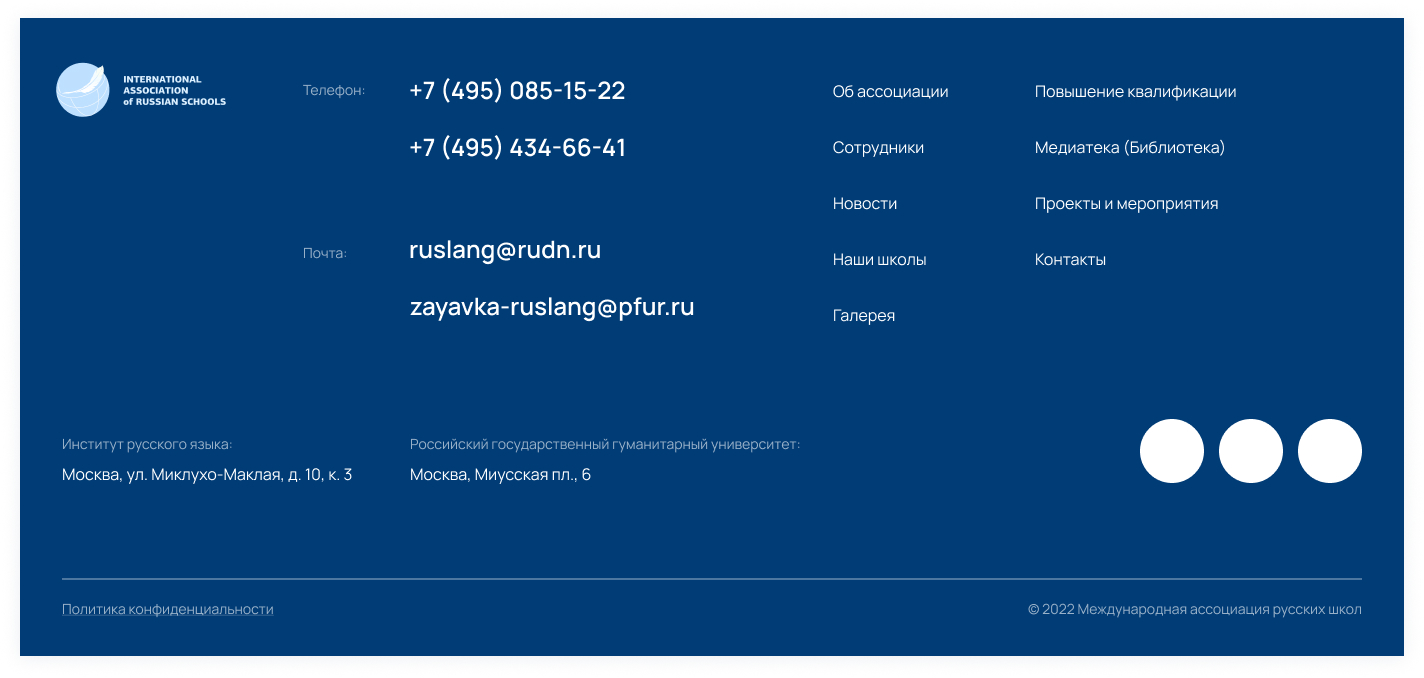 INTERNATIONAL
ASSOCIATION
of RUSSIAN SCHOOLS
Телефон:
+7 (495) 085-15-22
+7 (495) 434-66-41
Почта:
ruslang@rudn.ru
zayavka-ruslang@pfur.ru
Об ассоциации
Сотрудники
Новости
Наши школы
Галерея
Повышение квалификации
Медиатека (Библиотека)
Проекты и мероприятия
Контакты
Институт русского языка:
Москва, ул. Миклухо-Маклая, д. 10, к. 3
Российский государственный гуманитарный университет:
Москва, Миусская пл., 6
Политика конфиденциальности
© 2022 Международная ассоциация русских школ